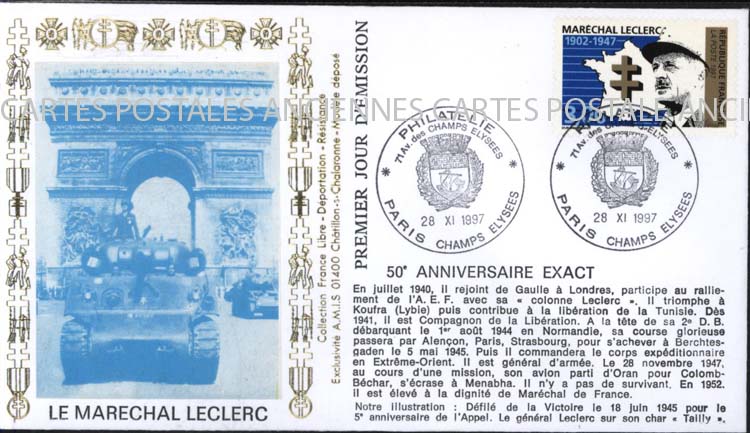 CARTES POSTALES ANCIENNES CARTES POSTALES ANCI
LE MARECHAL LECLERC
Collection France Libre - Déportation - Résistance
Exclusivité A.M.I.S 01400 Châtillon-s-Chalaronne - Modèle déposé
PREMIER JOUR D'ÉMISSION
MARÉCHAL LECLERC
1902-1947
RÉPUBLIQUE FRAN
LA POSTE 1997
PHILATELIE
71 Av. des CHAMPS ELYSEES
28 XI 1997
PARIS CHAMPS ELYSEES
71 Av. des CHAMPS-ELYSEES
28 XI 1997
PARIS CHAMPS ELYSEES
50e ANNIVERSAIRE EXACT
En juillet 1940, il rejoint de Gaulle à Londres, participe au rallie-
ment de l'A.E.F. avec sa « colonne Leclerc ». Il triomphe à
Koufra (Lybie) puis contribue à la libération de la Tunisie. Dès
1941, il est Compagnon de la Libération. A la tête de sa 2e D.B.
débarquant le 1er août 1944 en Normandie, sa course glorieuse
passera par Alençon, Paris, Strasbourg, pour s'achever à Berchtes-
gaden le 5 mai 1945. Puis il commandera le corps expéditionnaire
en Extrême-Orient. Il est général d'armée. Le 28 novembre 1947,
au cours d'une mission, son avion parti d'Oran pour Colomb-
Béchar, s'écrase à Menabha. Il n'y a pas de survivant. En 1952.
il est élevé à la dignité de Maréchal de France.
Notre illustration : Défilé de la Victoire le 18 juin 1945 pour le
5e anniversaire de l'Appel. Le général Leclerc sur son char « Tailly ».